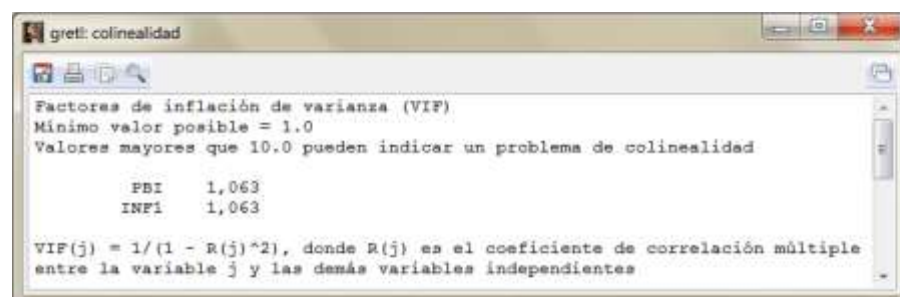 gretl: colinealidad
Factores de inflación de varianza (VIF)
Mínimo valor posible = 1.0
Valores mayores que 10.0 pueden indicar un problema de colinealidad
PBI 1,063
INF1 1,063
VIF(j) = 1/(1 - R(j)^2), donde R(j) es el coeficiente de correlación múltiple
entre la variable j y las demás variables independientes